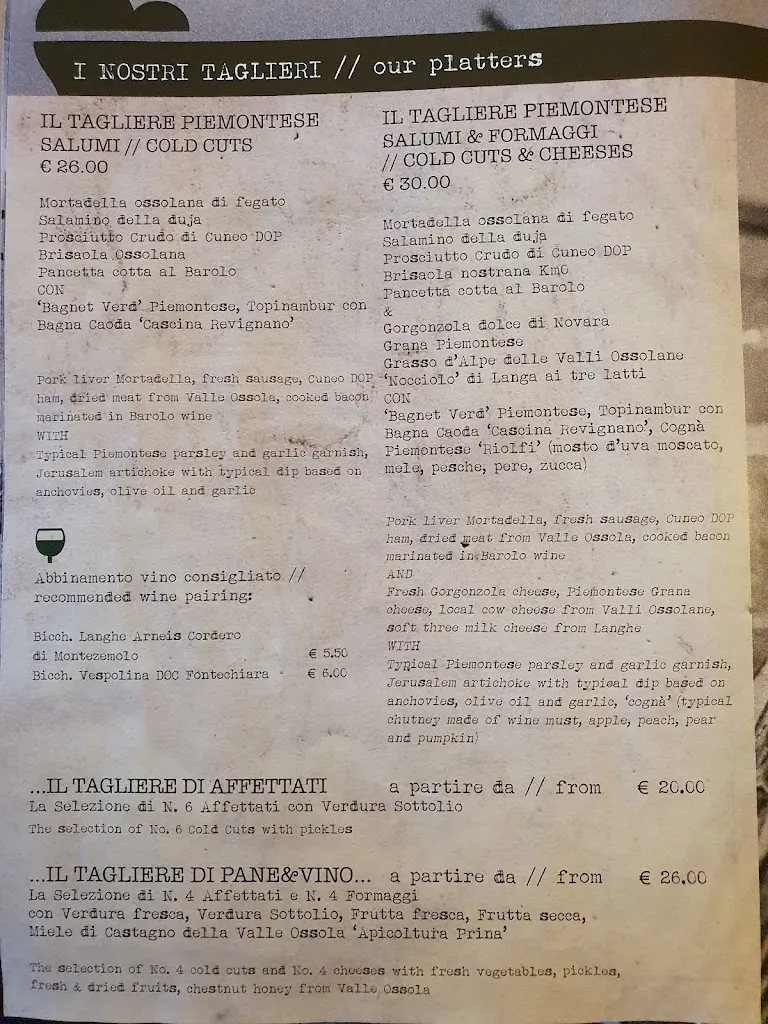 I NOSTRI TAGLIERI // our platters
IL TAGLIERE PIEMONTESE
SALUMI // COLD CUTS
€ 26.00
Mortadella ossolana di fegato
Salamino della duja
Prosciutto Crudo di Cuneo DOP
Brisaola Ossolana
Pancetta cotta al Barolo
CON
'Bagnet Verd' Piemontese, Topinambur con
Bagna Caoda 'Cascina Revignano'
Pork liver Mortadella, fresh sausage, Cuneo DOP
ham, dried meat from Valle Ossola, cooked bacon
marinated in Barolo wine
WITH
Typical Piemontese parsley and garlic garnish,
Jerusalem artichoke with typical dip based on
anchovies, olive oil and garlic
Abbinamento vino consigliato //
recommended wine pairing:
Bicch. Langhe Arneis Cordero
di Montezemolo € 5.50
Bicch. Vespolina DOC Fontechiara € 6.00
IL TAGLIERE PIEMONTESE
SALUMI & FORMAGGI
// COLD CUTS & CHEESES
€ 30.00
Mortadella ossolana di fegato
Salamino della duja
Prosciutto Crudo di Cuneo DOP
Brisaola nostrana Km0
Pancetta cotta al Barolo
&
Gorgonzola dolce di Novara
Grana Piemontese
Grasso d'Alpe delle Valli Ossolane
'Nocciolo' di Langa ai tre latti
CON
'Bagnet Verd' Piemontese, Topinambur con
Bagna Caoda 'Cascina Revignano', Cognà
Piemontese 'Riolfi' (mosto d'uva moscato,
mele, pesche, pere, zucca)
Pork liver Mortadella, fresh sausage, Cuneo DOP
ham, dried meat from Valle Ossola, cooked bacon
marinated in Barolo wine
AND
Fresh Gorgonzola cheese, Piemontese Grana
cheese, local cow cheese from Valli Ossolane,
soft three milk cheese from Langhe
WITH
Typical Piemontese parsley and garlic garnish,
Jerusalem artichoke with typical dip based on
anchovies, olive oil and garlic, 'cognà' (typical
chutney made of wine must, apple, peach, pear
and pumpkin)
...IL TAGLIERE DI AFFETTATI a partire da // from € 20.00
La Selezione di N. 6 Affettati con Verdura Sottolio
The selection of No. 6 Cold Cuts with pickles
...IL TAGLIERE DI PANE&VINO... a partire da // from € 26.00
La Selezione di N. 4 Affettati e N. 4 Formaggi
con Verdura fresca, Verdura Sottolio, Frutta fresca, Frutta secca,
Miele di Castagno della Valle Ossola 'Apicoltura Prina'
The selection of No. 4 cold cuts and No. 4 cheeses with fresh vegetables, pickles,
fresh & dried fruits, chestnut honey from Valle Ossola